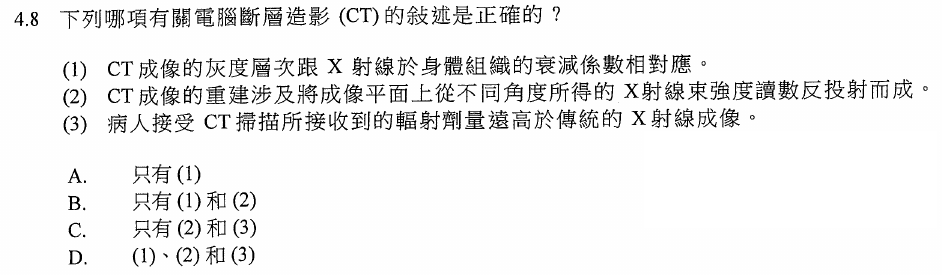 4.8 下列哪項有關電腦斷層造影 (CT) 的敍述是正確的？
(1) CT 成像的灰度層次跟 X 射線於身體組織的衰減係數相對應。
(2) CT 成像的重建涉及將成像平面上從不同角度所得的 X射線束強度讀數反投射而成。
(3) 病人接受 CT 掃描所接收到的輻射劑量遠高於傳統的 X 射線成像。
A. 只有 (1)
B. 只有 (1) 和 (2)
C. 只有 (2) 和 (3)
D. (1)、(2) 和 (3)